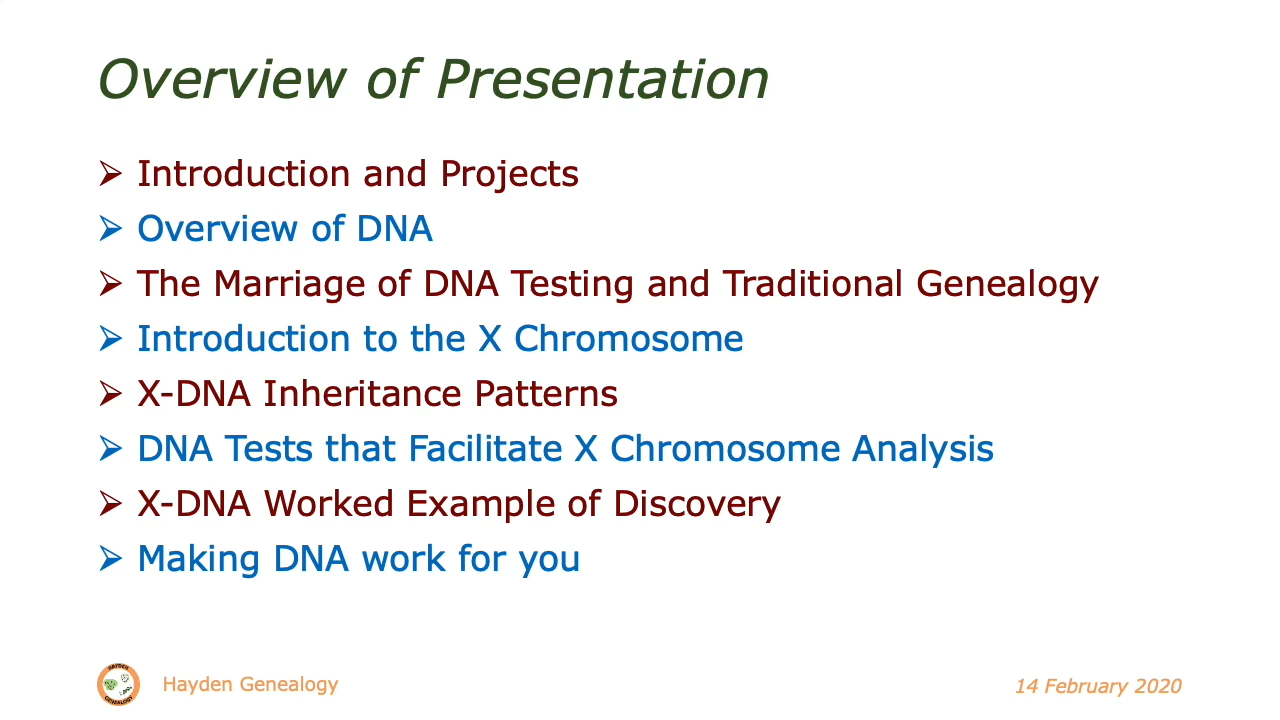 Overview of Presentation
Introduction and Projects
Overview of DNA
The Marriage of DNA Testing and Traditional Genealogy
Introduction to the X Chromosome
X-DNA Inheritance Patterns
DNA Tests that Facilitate X Chromosome Analysis
X-DNA Worked Example of Discovery
Making DNA work for you
HAYDEN
GENEALOGY
Hayden Genealogy
14 February 2020